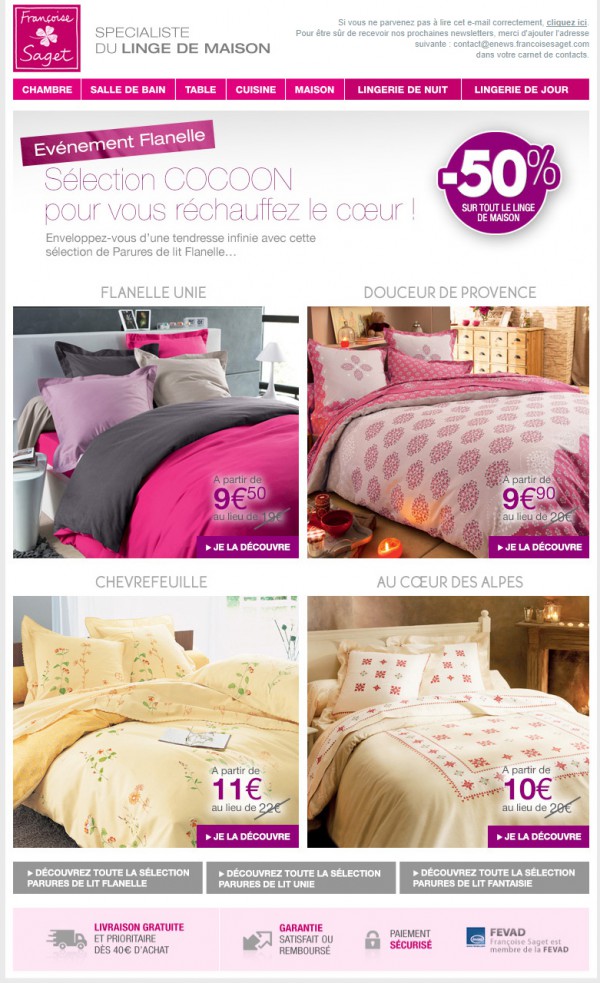 Françoise
Saget
SPECIALISTE
DU LINGE DE MAISON
Si vous ne parvenez pas à lire cet e-mail correctement, cliquez ici.
Pour être sûr de recevoir nos prochaines newsletters, merci d'ajouter l'adresse
suivante : contact@enews.francoisesaget.com
dans votre carnet de contacts.
CHAMBRE
SALLE DE BAIN
TABLE
CUISINE
MAISON
LINGERIE DE NUIT
LINGERIE DE JOUR
Evénement Flanelle
Sélection COCOON
pour vous réchauffez le cœur !
Enveloppez-vous d'une tendresse infinie avec cette
sélection de Parures de lit Flanelle…
-50%
SUR TOUT LE LINGE
DE MAISON
FLANELLE UNIE
DOUCEUR DE PROVENCE
A partir de
9€50
au lieu de 19€
JE LA DÉCOUVRE
A partir de
9€90
au lieu de 20€
JE LA DÉCOUVRE
CHEVREFEUILLE
AU CŒUR DES ALPES
A partir de
11€
au lieu de 22€
JE LA DÉCOUVRE
A partir de
10€
au lieu de 20€
JE LA DÉCOUVRE
DÉCOUVREZ TOUTE LA SÉLECTION
PARURES DE LIT FLANELLE
DÉCOUVREZ TOUTE LA SÉLECTION
PARURES DE LIT UNIE
DÉCOUVREZ TOUTE LA SÉLECTION
PARURES DE LIT FANTAISIE
LIVRAISON GRATUITE
ET PRIORITAIRE
DÈS 40€ D'ACHAT
GARANTIE
SATISFAIT OU
REMBOURSÉ
PAIEMENT
SÉCURISÉ
FEVAD
Françoise Saget est
membre de la FEVAD